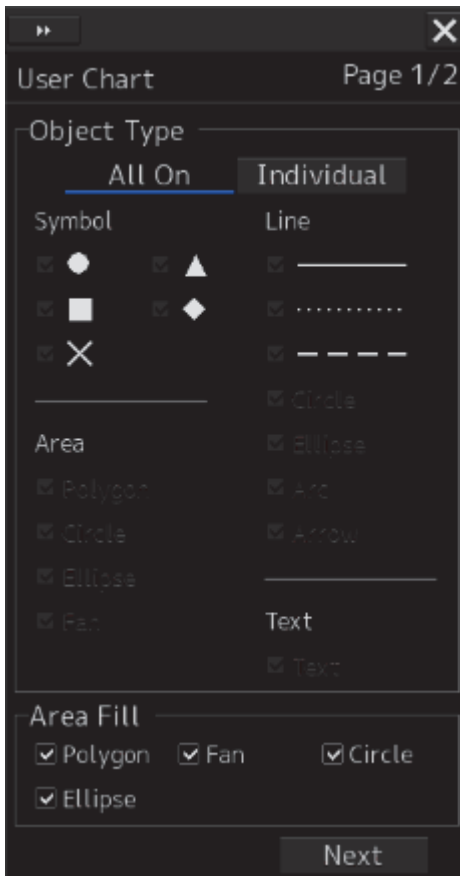 User Chart Page 1/2
Object Type
All On Individual
Symbol Line
Circle
Area Ellipse
Polygon Arc
Circle Arrow
Ellipse
Fan Text
Text
Area Fill
Polygon Fan Circle
Ellipse
Next